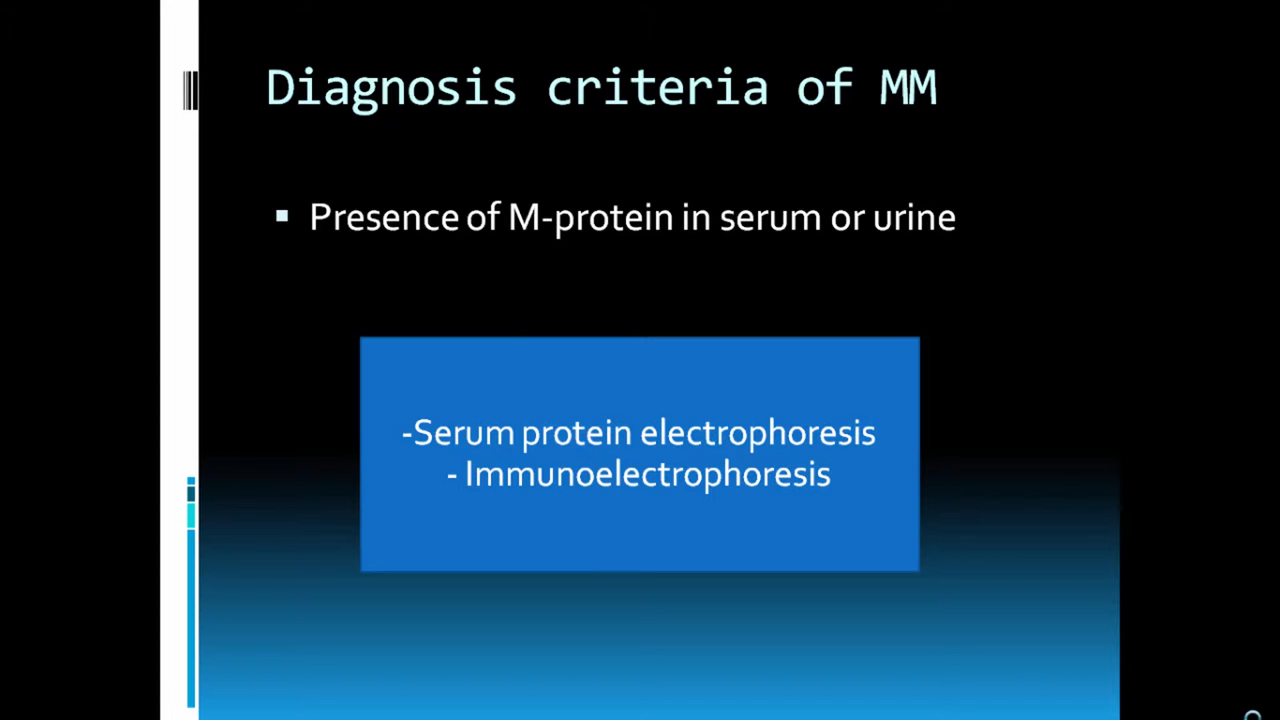 Diagnosis criteria of MM
▪ Presence of M-protein in serum or urine
-Serum protein electrophoresis
- Immunoelectrophoresis